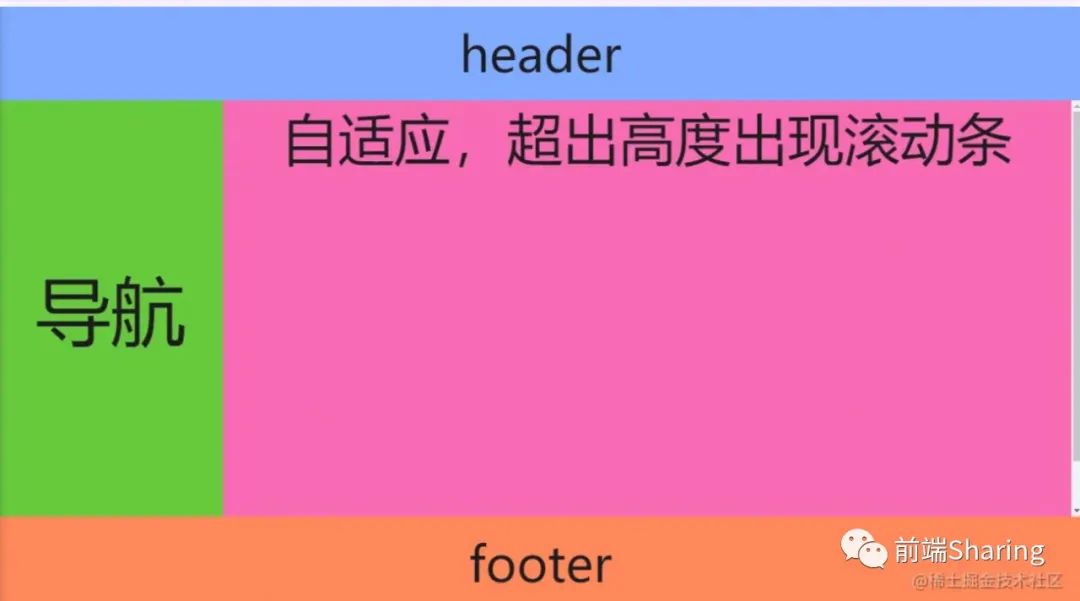 header
自适应，超出高度出现滚动条
导航
footer
前端Sharing
@稀土掘金技术社区